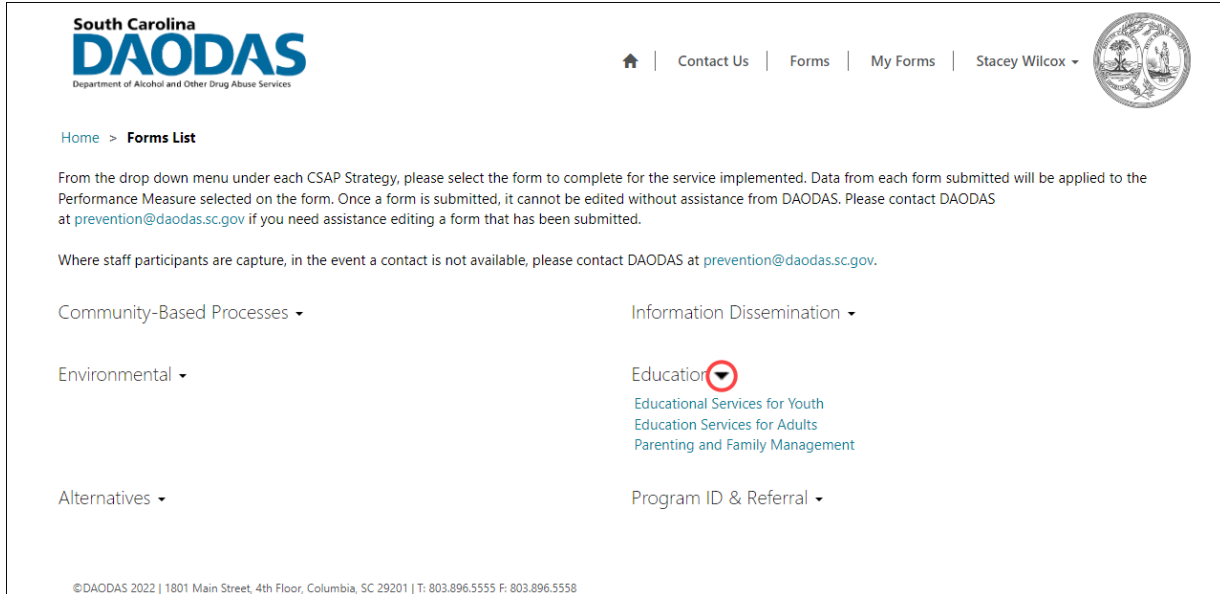 South Carolina
DAODAS
Department of Alcohol and Other Drug Abuse Services
Contact Us | Forms | My Forms | Stacey Wilcox
Home > Forms List
From the drop down menu under each CSAP Strategy, please select the form to complete for the service implemented. Data from each form submitted will be applied to the
Performance Measure selected on the form. Once a form is submitted, it cannot be edited without assistance from DAODAS. Please contact DAODAS
at prevention@daodas.sc.gov if you need assistance editing a form that has been submitted.
Where staff participants are capture, in the event a contact is not available, please contact DAODAS at prevention@daodas.sc.gov.
Community-Based Processes
Information Dissemination
Environmental
Education
Educational Services for Youth
Education Services for Adults
Parenting and Family Management
Alternatives
Program ID & Referral
©DAODAS 2022 | 1801 Main Street, 4th Floor, Columbia, SC 29201 | T: 803.896.5555 F: 803.896.5558